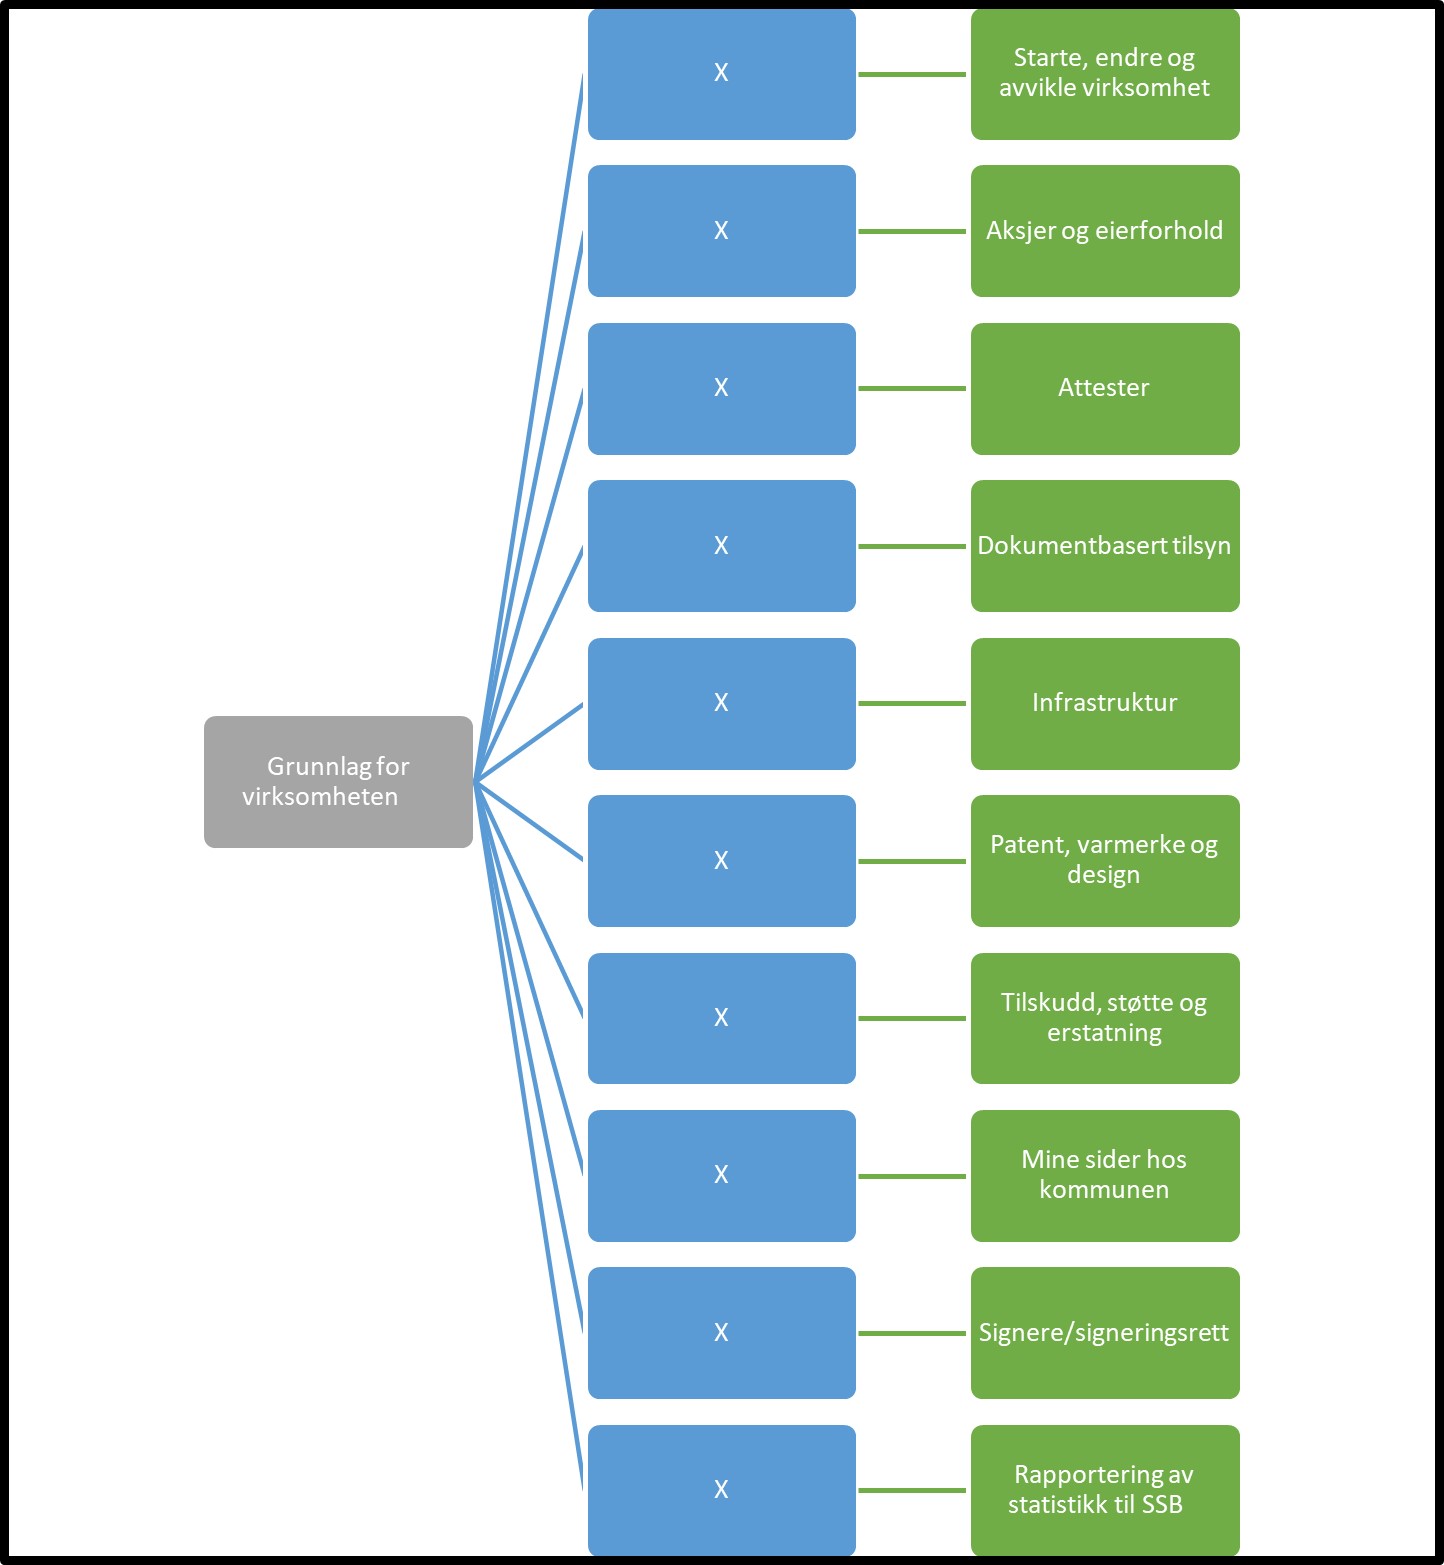 X
Starte, endre og
avvikle virksomhet
X
Aksjer og eierforhold
X
Attester
X
Dokumentbasert tilsyn
X
Infrastruktur
Grunnlag for
virksomheten
X
Patent, varmerke og
design
X
Tilskudd, støtte og
erstatning
X
Mine sider hos
kommunen
X
Signere/signeringsrett
X
Rapportering av
statistikk til SSB